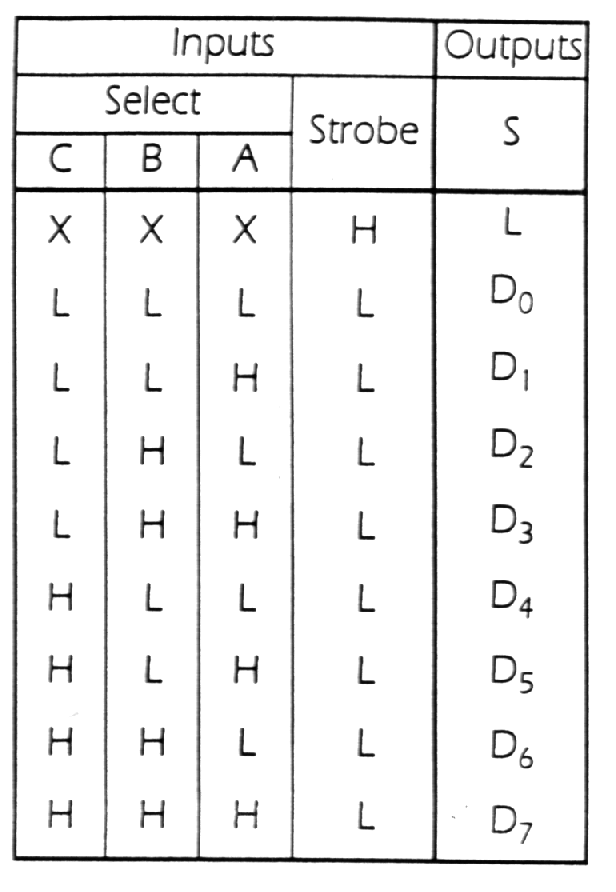 Inputs Outputs
Select Strobe S
C B A
X X X H L
L L L L D₀
L L H L D₁
L H L L D₂
L H H L D₃
H L L L D₄
H L H L D₅
H H L L D₆
H H H L D₇